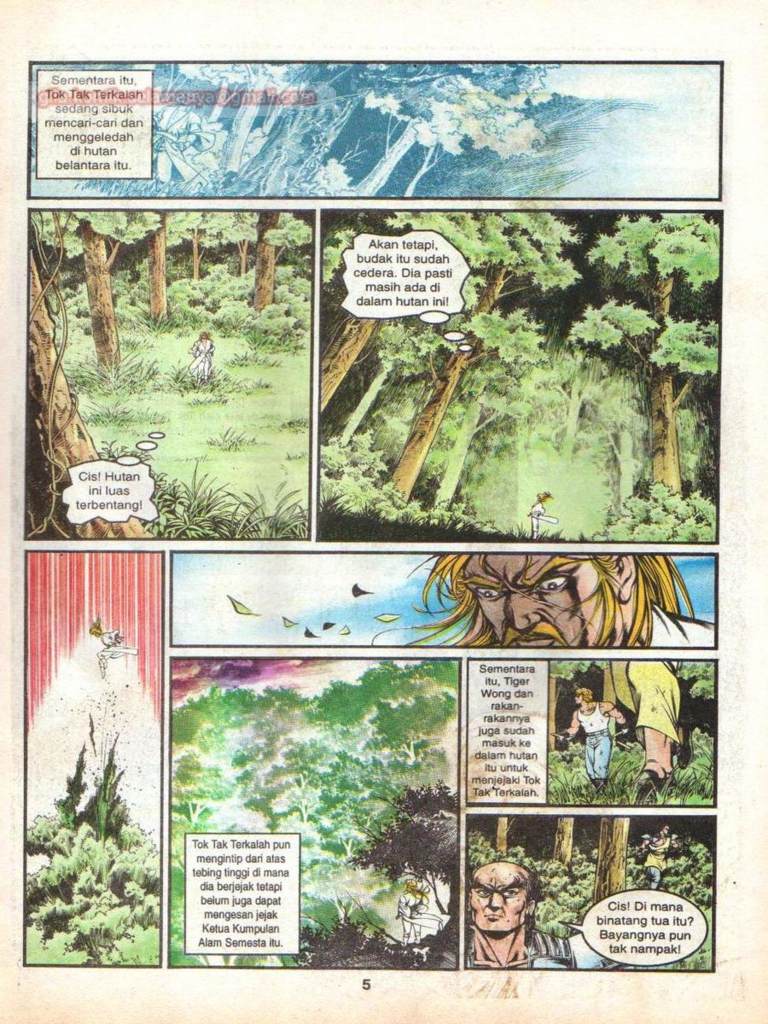 Sementara itu,
Tok Tak Terkalah
sedang sibuk
mencari-cari dan
menggeledah
di hutan
belantara itu.
Cis! Hutan
ini luas
terbentang!
Akan tetapi,
budak itu sudah
cedera. Dia pasti
masih ada di
dalam hutan ini!
Tok Tak Terkalah pun
mengintip dari atas
tebing tinggi di mana
dia berjejak tetapi
belum juga dapat
mengesan jejak
Ketua Kumpulan
Alam Semesta itu.
Sementara
itu, Tiger
Wong dan
rakan-
rakannya
juga sudah
masuk ke
dalam hutan
itu untuk
menjejaki Tok
Tak Terkalah.
Cis! Di mana
binatang tua itu?
Bayangnya pun
tak nampak!
5